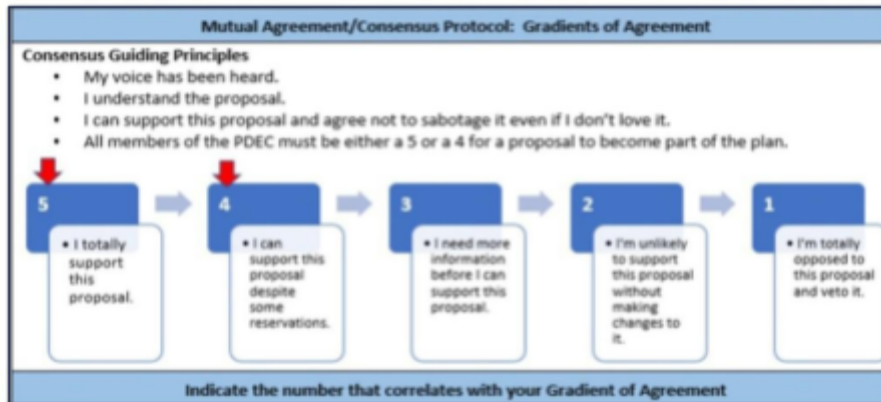 Mutual Agreement/Consensus Protocol: Gradients of Agreement
Consensus Guiding Principles
• My voice has been heard.
• I understand the proposal.
• I can support this proposal and agree not to sabotage it even if I don't love it.
• All members of the PDEC must be either a 5 or a 4 for a proposal to become part of the plan.
5
• I totally
support
this
proposal.
4
• I can
support this
proposal
despite
some
reservations.
3
• I need more
information
before I can
support this
proposal.
2
• I'm unlikely
to support
this proposal
without
making
changes to
it.
1
• I'm totally
opposed to
this proposal
and veto it.
Indicate the number that correlates with your Gradient of Agreement